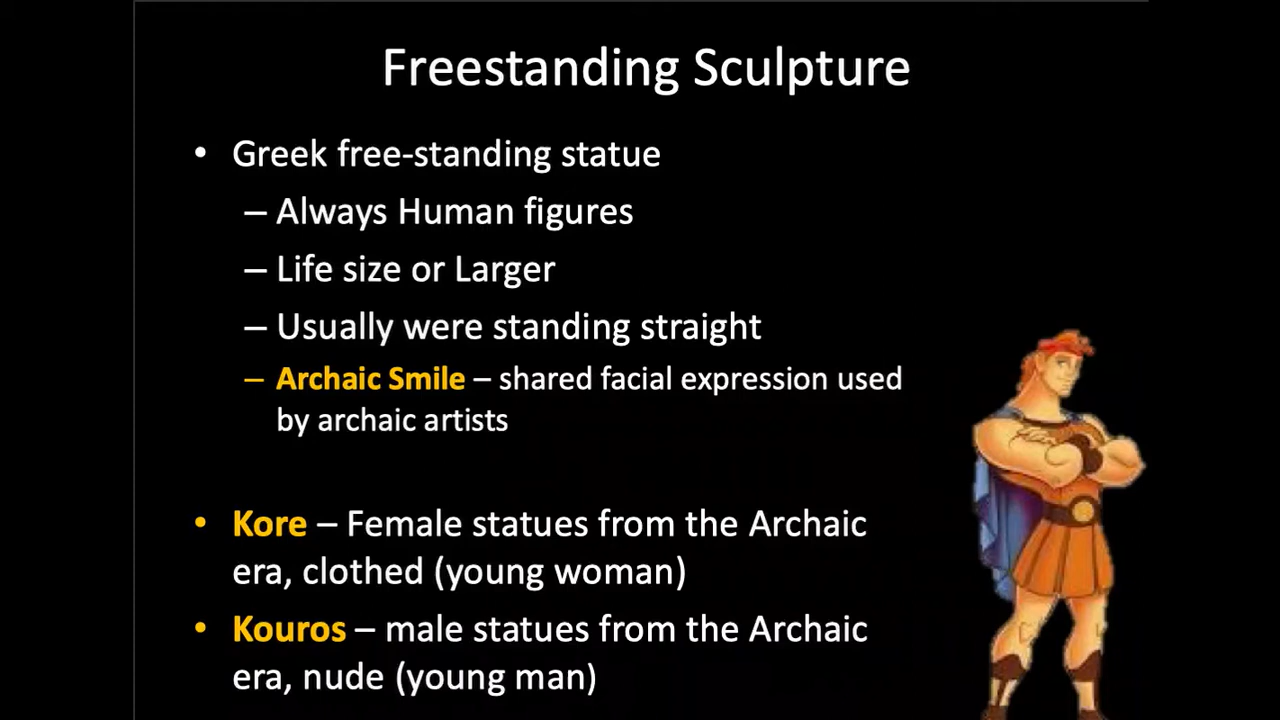 Freestanding Sculpture
• Greek free-standing statue
– Always Human figures
– Life size or Larger
– Usually were standing straight
– Archaic Smile – shared facial expression used
by archaic artists
• Kore – Female statues from the Archaic
era, clothed (young woman)
• Kouros – male statues from the Archaic
era, nude (young man)